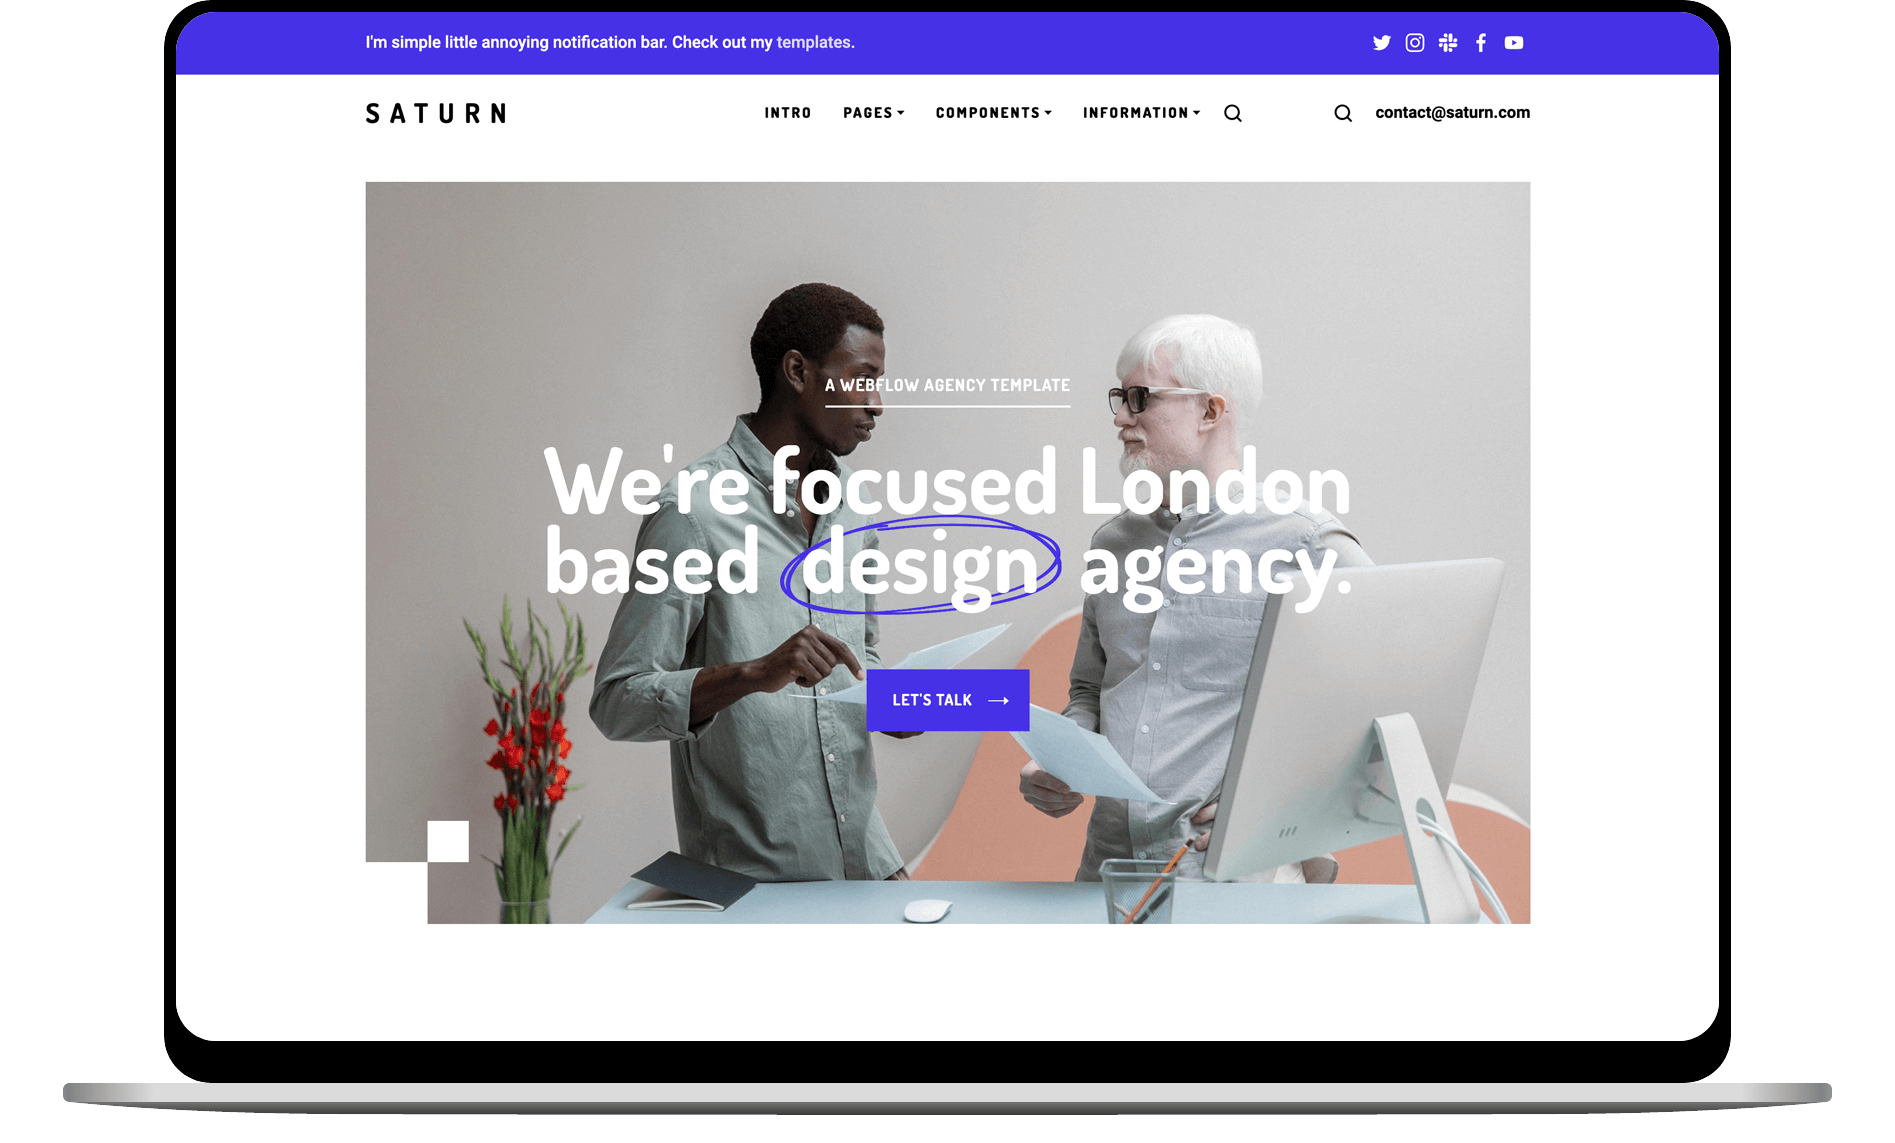 I'm simple little annoying notification bar. Check out my templates.
SATURN
INTRO PAGES COMPONENTS INFORMATION contact@saturn.com
A WEBFLOW AGENCY TEMPLATE
We're focused London
based design agency.
LET'S TALK